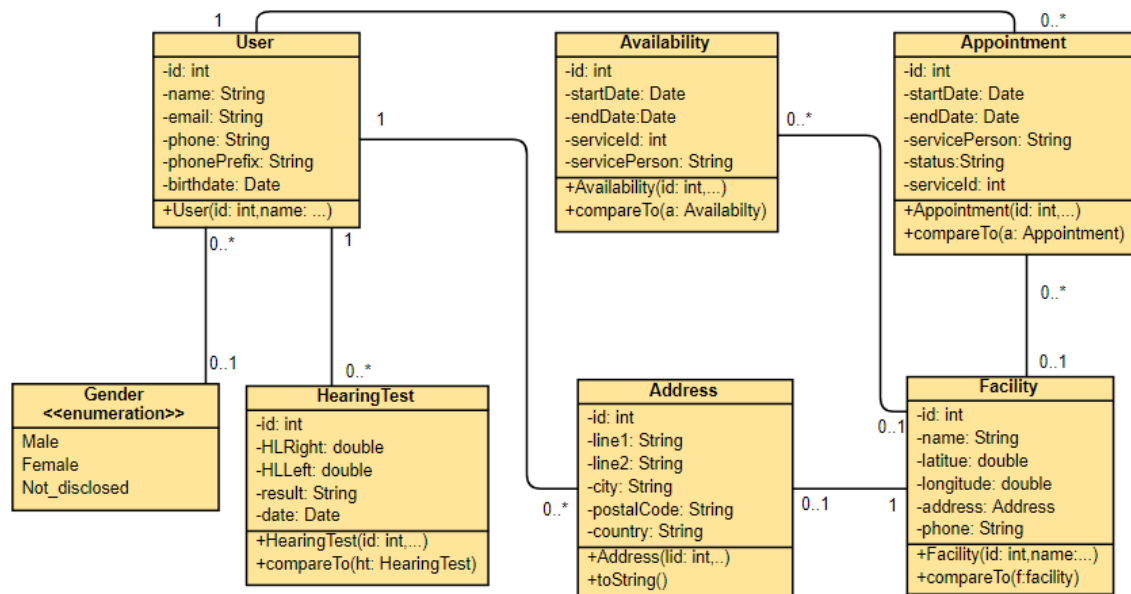 1
0..*
User
-id: int
-name: String
-email: String
-phone: String
-phonePrefix: String
-birthdate: Date
+User(id: int,name: ...)
Availability
-id: int
-startDate: Date
-endDate:Date
-serviceId: int
-servicePerson: String
+Availability(id: int,...)
+compareTo(a: Availabilty)
Appointment
-id: int
-startDate: Date
-endDate: Date
-servicePerson: String
-status:String
-serviceId: int
+Appointment(id: int,...)
+compareTo(a: Appointment)
1
0..*
0..*
1
0..*
0..1
0..*
0..1
Gender
<<enumeration>>
Male
Female
Not_disclosed
HearingTest
-id: int
-HLRight: double
-HLLeft: double
-result: String
-date: Date
+HearingTest(id: int,...)
+compareTo(ht: HearingTest)
Address
-id: int
-line1: String
-line2: String
-city: String
-postalCode: String
-country: String
+Address(lid: int,..)
+toString()
Facility
-id: int
-name: String
-latitue: double
-longitude: double
-address: Address
-phone: String
+Facility(id: int,name:...)
+compareTo(f:facility)
0..1
0..*
0..1
1